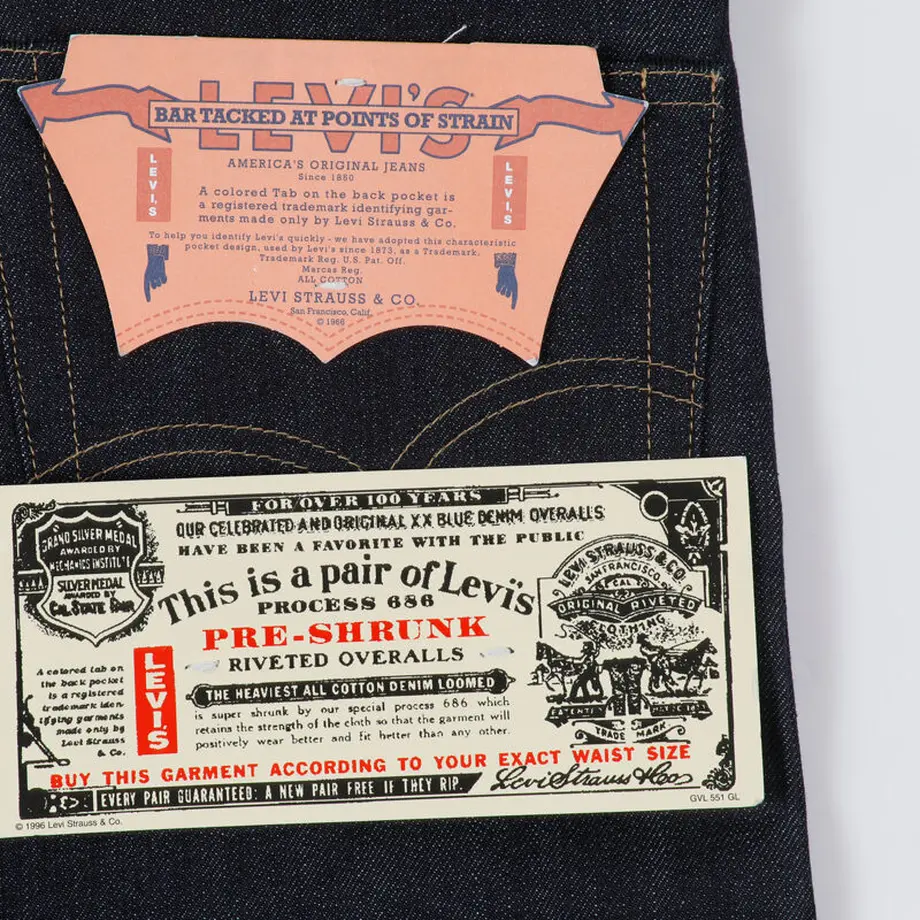 LEVI'S
BAR TACKED AT POINTS OF STRAIN
AMERICA'S ORIGINAL JEANS
Since 1850
LEVI'S
LEVI'S
A colored Tab on the back pocket is
a registered trademark identifying gar-
ments made only by Levi Strauss & Co.
To help you identify Levi's quickly - we have adopted this characteristic
pocket design, used by Levi's since 1873, as a Trademark.
Trademark Reg. U.S. Pat. Off.
Marcas Reg.
ALL COTTON
LEVI STRAUSS & CO.
San Francisco, Calif.
© 1966
FOR OVER 100 YEARS
OUR CELEBRATED AND ORIGINAL XX BLUE DENIM OVERALLS
HAVE BEEN A FAVORITE WITH THE PUBLIC
This is a pair of Levi's
PROCESS 686
PRE-SHRUNK
RIVETED OVERALLS
THE HEAVIEST ALL COTTON DENIM LOOMED
is super shrunk by our special process 686 which
retains the strength of the cloth so that the garment will
positively wear better and fit better than any other.
GRAND SILVER MEDAL
AWARDED BY
MECHANICS INSTITUTE
SILVER MEDAL
AWARDED BY
CAL STATE FAIR
A colored tab on
the back pocket
is a registered
trademark iden
tifying garments
made only by
Levi Strauss
& Co.
LEVI'S
LEVI STRAUSS & CO.
SAN FRANCISCO
CAL
ORIGINAL RIVETED
CLOTHING
TRADE MARK
BUY THIS GARMENT ACCORDING TO YOUR EXACT WAIST SIZE
EVERY PAIR GUARANTEED: A NEW PAIR FREE IF THEY RIP.
Levi Strauss & Co
GVL 551 GL
© 1996 Levi Strauss & Co.